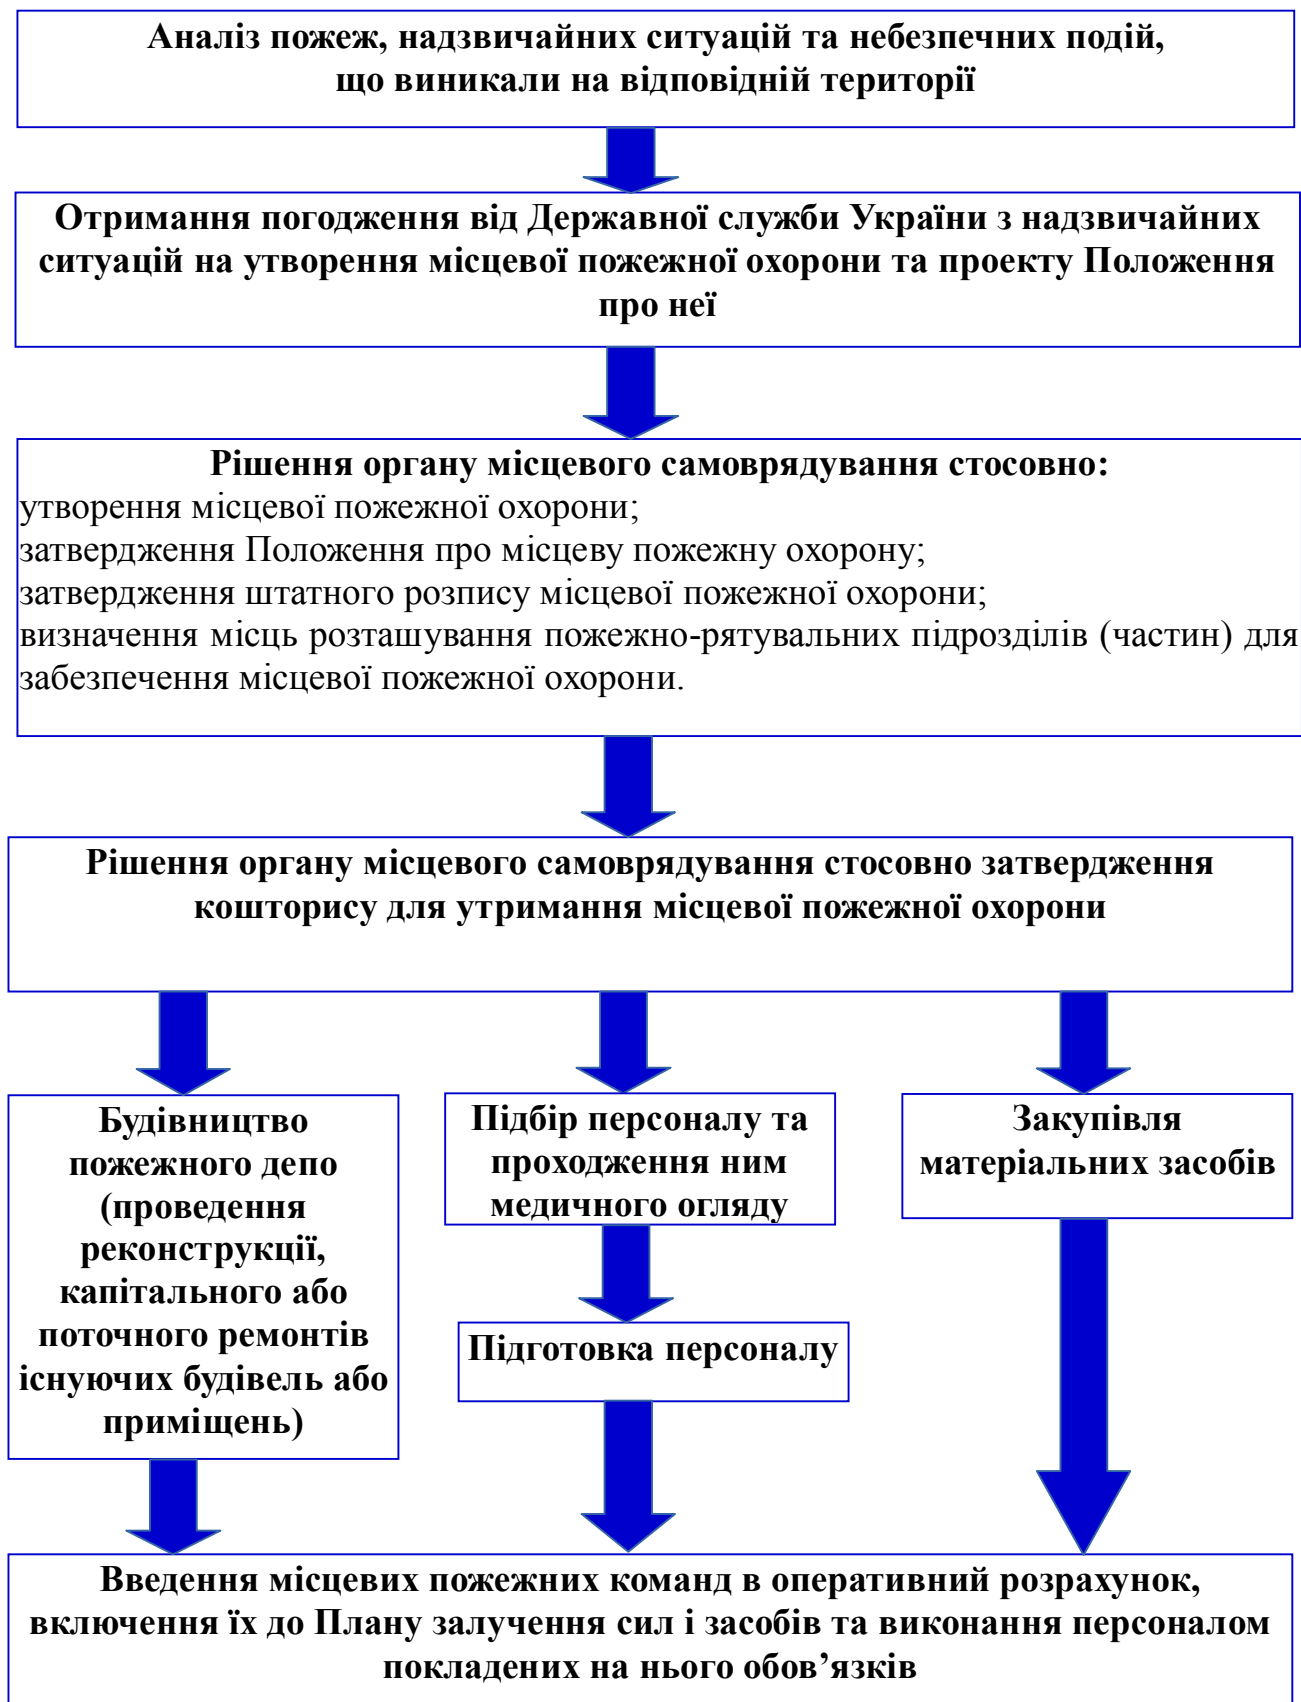 Аналіз пожеж, надзвичайних ситуацій та небезпечних подій,
що виникали на відповідній території
Отримання погодження від Державної служби України з надзвичайних
ситуацій на утворення місцевої пожежної охорони та проекту Положення
про неї
Рішення органу місцевого самоврядування стосовно:
утворення місцевої пожежної охорони;
затвердження Положення про місцеву пожежну охорону;
затвердження штатного розпису місцевої пожежної охорони;
визначення місць розташування пожежно-рятувальних підрозділів (частин) для
забезпечення місцевої пожежної охорони.
Рішення органу місцевого самоврядування стосовно затвердження
кошторису для утримання місцевої пожежної охорони
Будівництво
пожежного депо
(проведення
реконструкції,
капітального або
поточного ремонтів
існуючих будівель або
приміщень)
Підбір персоналу та
проходження ним
медичного огляду
Підготовка персоналу
Закупівля
матеріальних засобів
Введення місцевих пожежних команд в оперативний розрахунок,
включення їх до Плану залучення сил і засобів та виконання персоналом
покладених на нього обов’язків